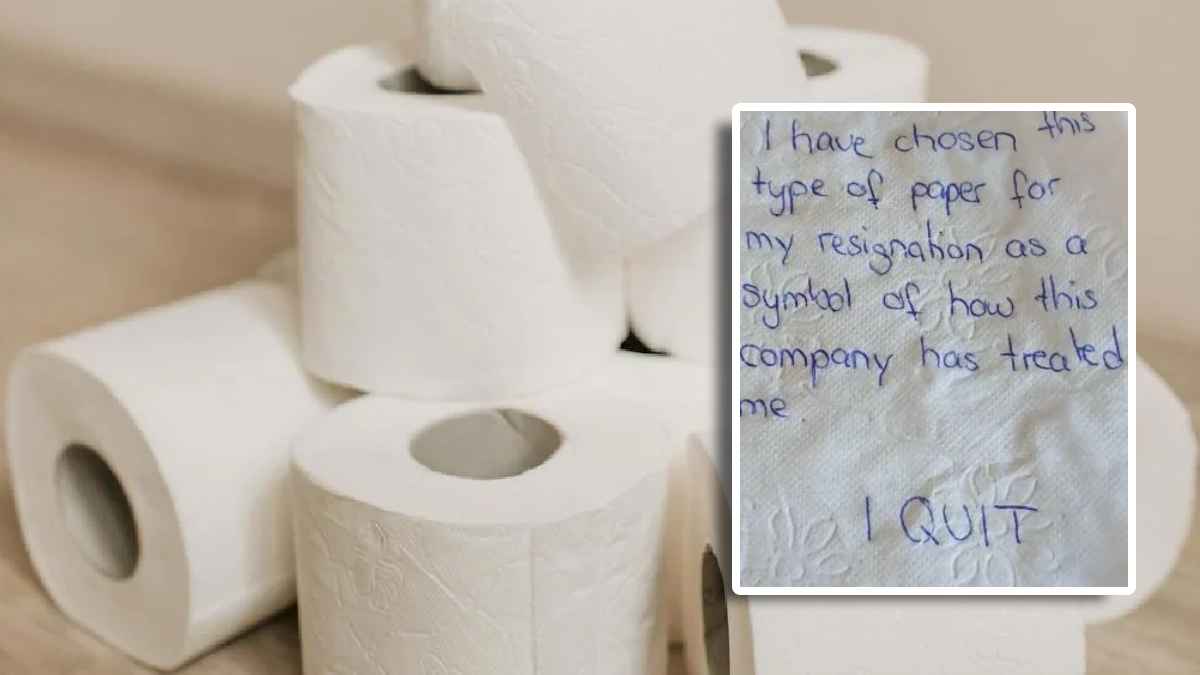 I have chosen this
type of paper for
my resignation as a
symbol of how this
company has treated
me.
I QUIT